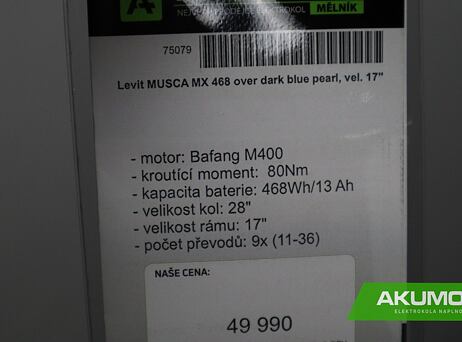 MĚLNÍK
75079
Levit MUSCA MX 468 over dark blue pearl, vel. 17"
- motor: Bafang M400
- kroutící moment: 80Nm
- kapacita baterie: 468Wh/13 Ah
- velikost kol: 28"
- velikost rámu: 17"
- počet převodů: 9x (11-36)
NAŠE CENA:
49 990
AKUMO
ELEKTROKOLA NAPLNO